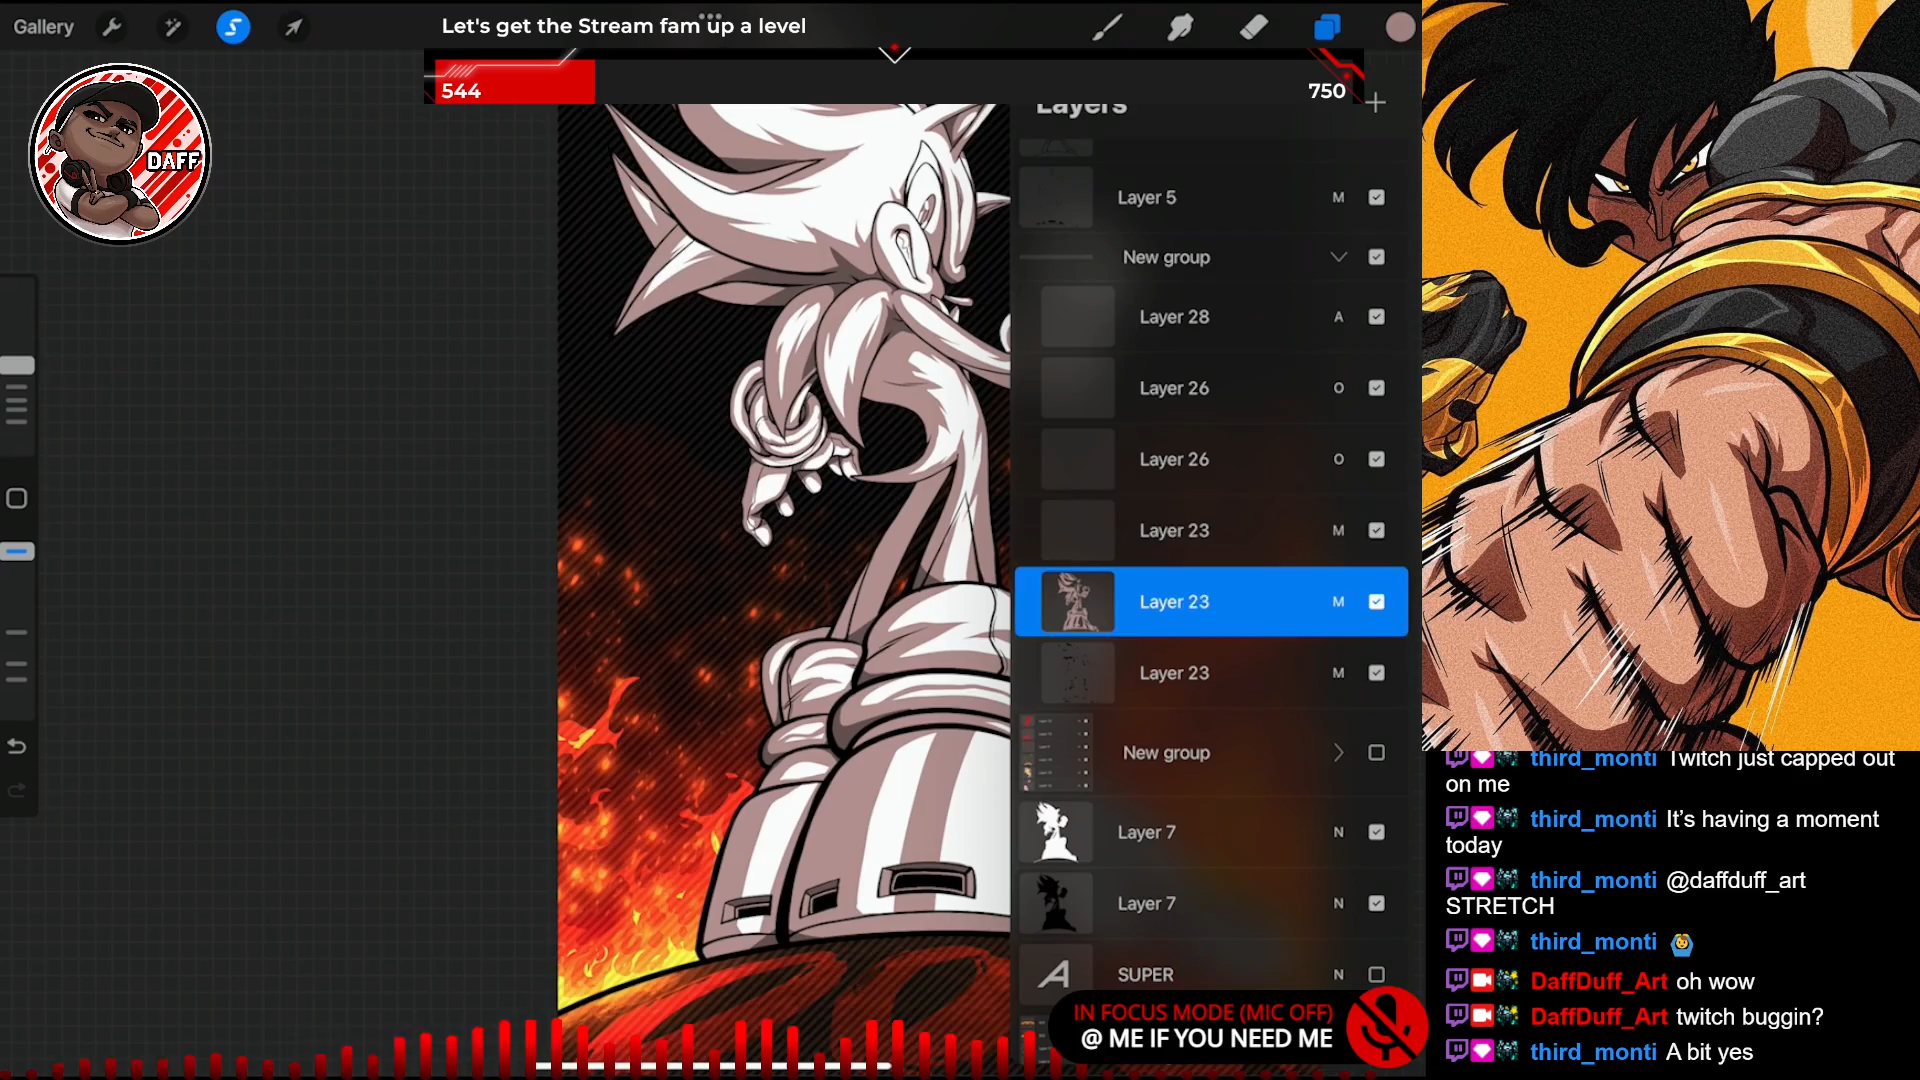 Gallery
Let's get the Stream fam up a level
544
750
DAFF
Layers
Layer 5 M
New group
Layer 28 A
Layer 26 O
Layer 26 O
Layer 23 M
Layer 23 M
Layer 23 M
New group
Layer 7 N
Layer 7 N
A SUPER N
IN FOCUS MODE (MIC OFF)
@ ME IF YOU NEED ME
third_monti Twitch just capped out
on me
third_monti It's having a moment
today
third_monti @daffduff_art
STRETCH
third_monti 🙆
DaffDuff_Art oh wow
DaffDuff_Art twitch buggin?
third_monti A bit yes